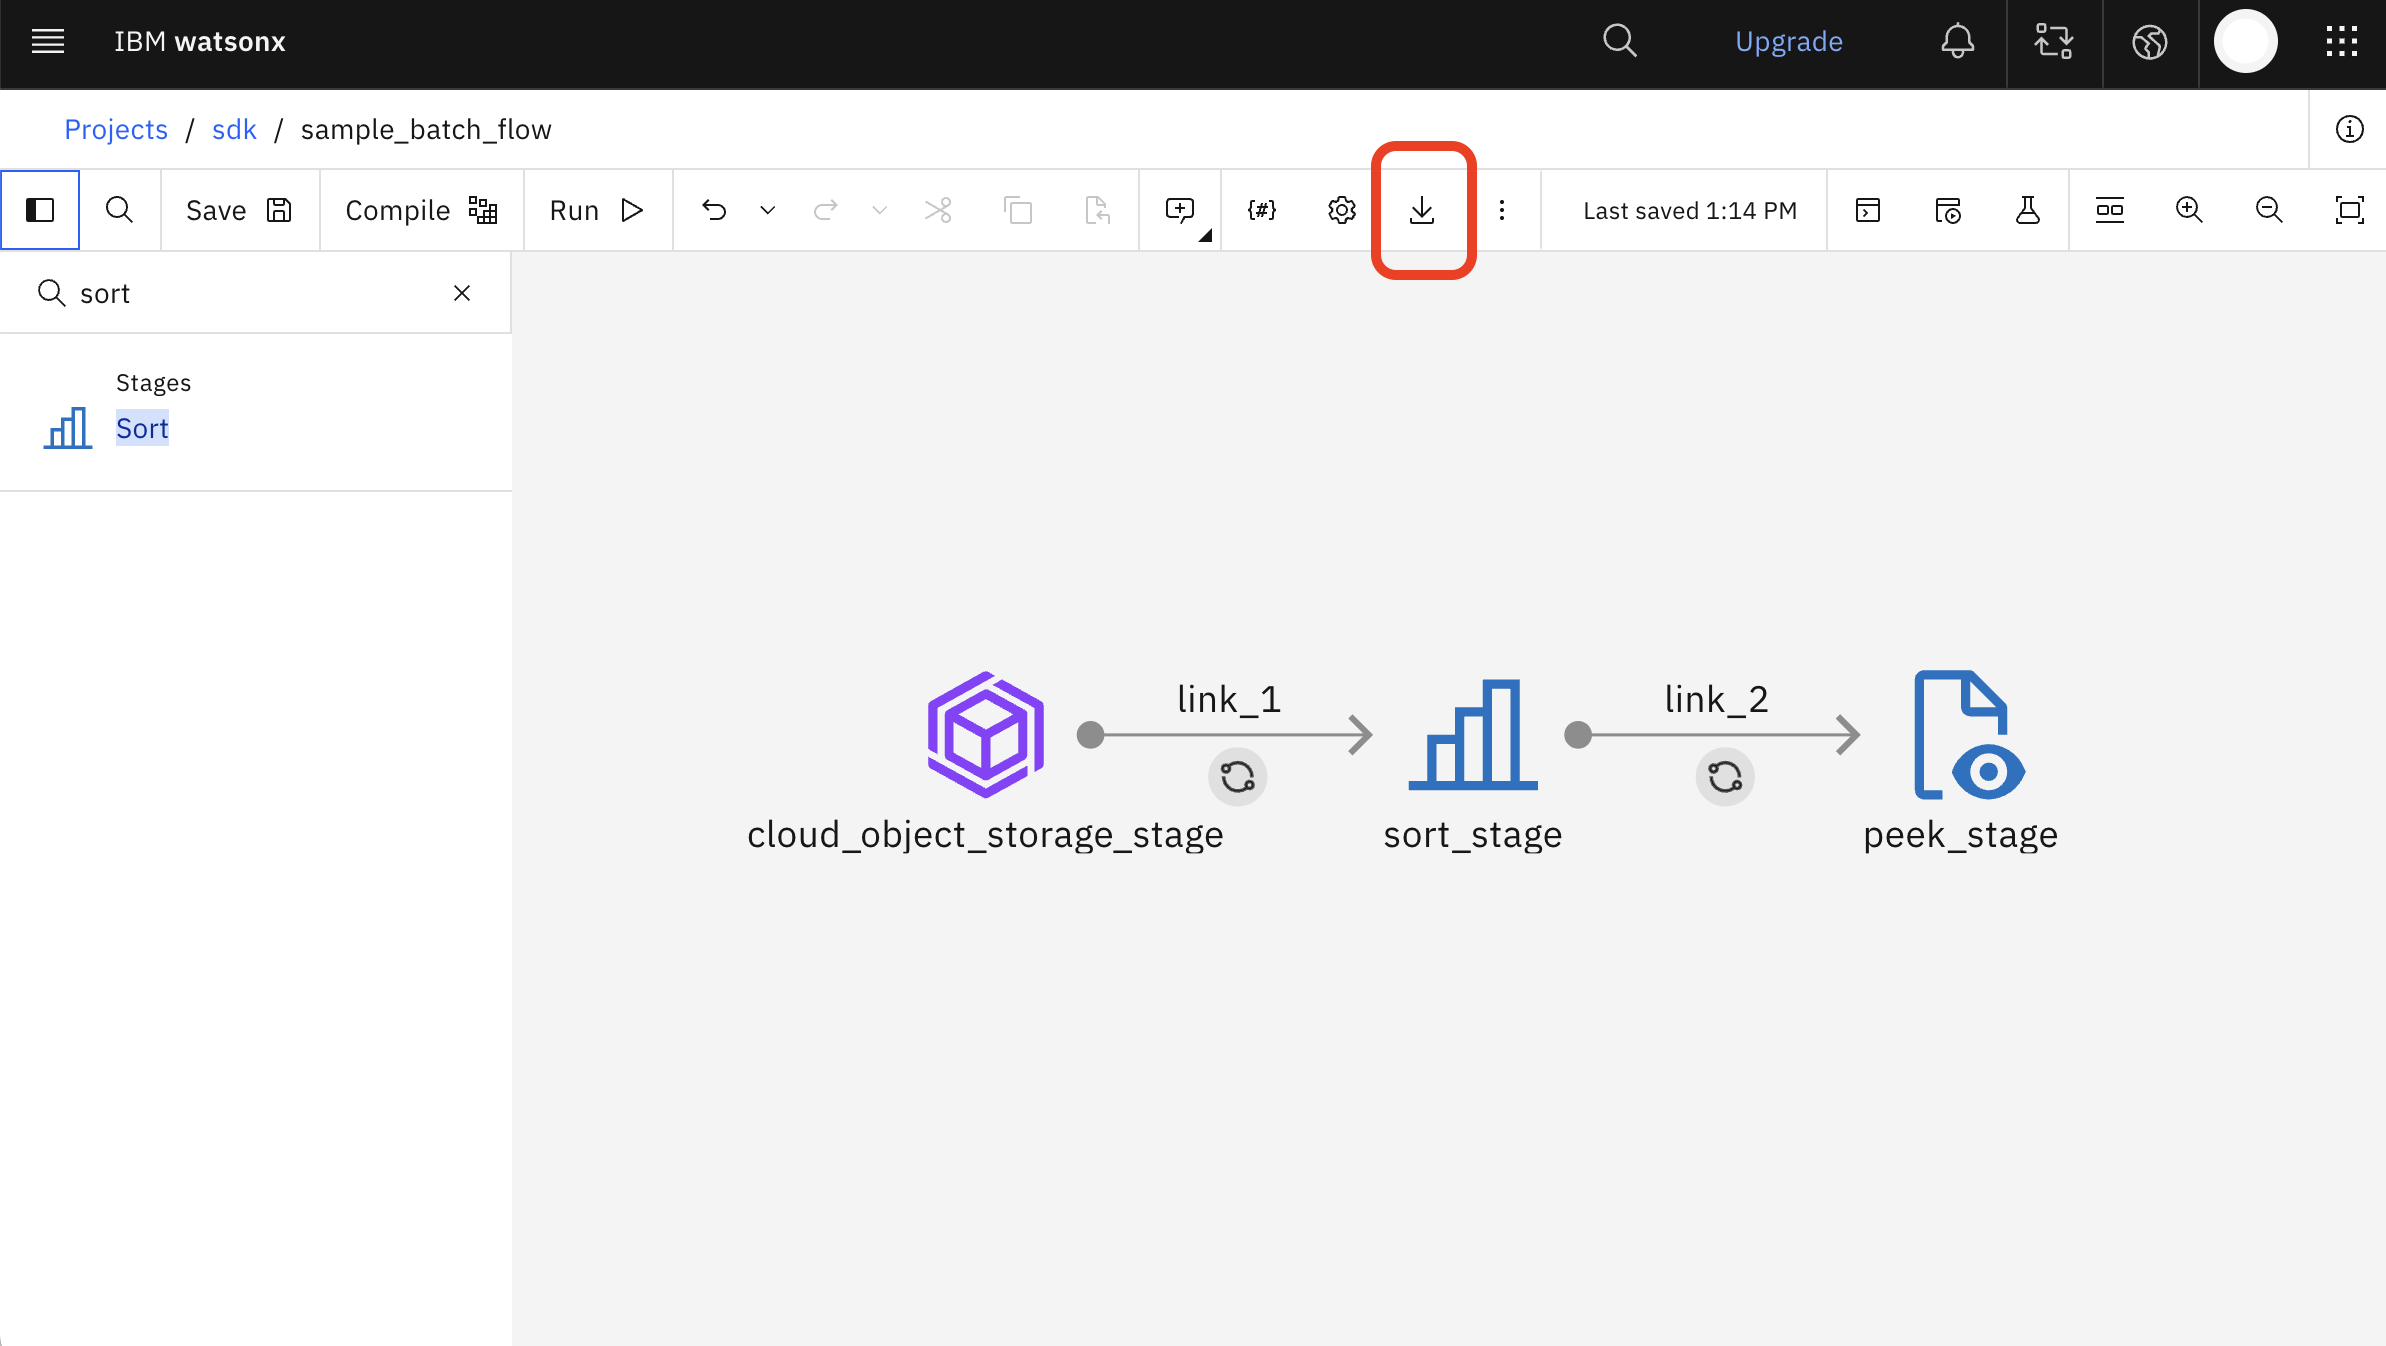 IBM watsonx
Upgrade
Projects / sdk / sample_batch_flow
Save
Compile
Run
{#}
Last saved 1:14 PM
sort
Stages
Sort
link_1
link_2
cloud_object_storage_stage
sort_stage
peek_stage